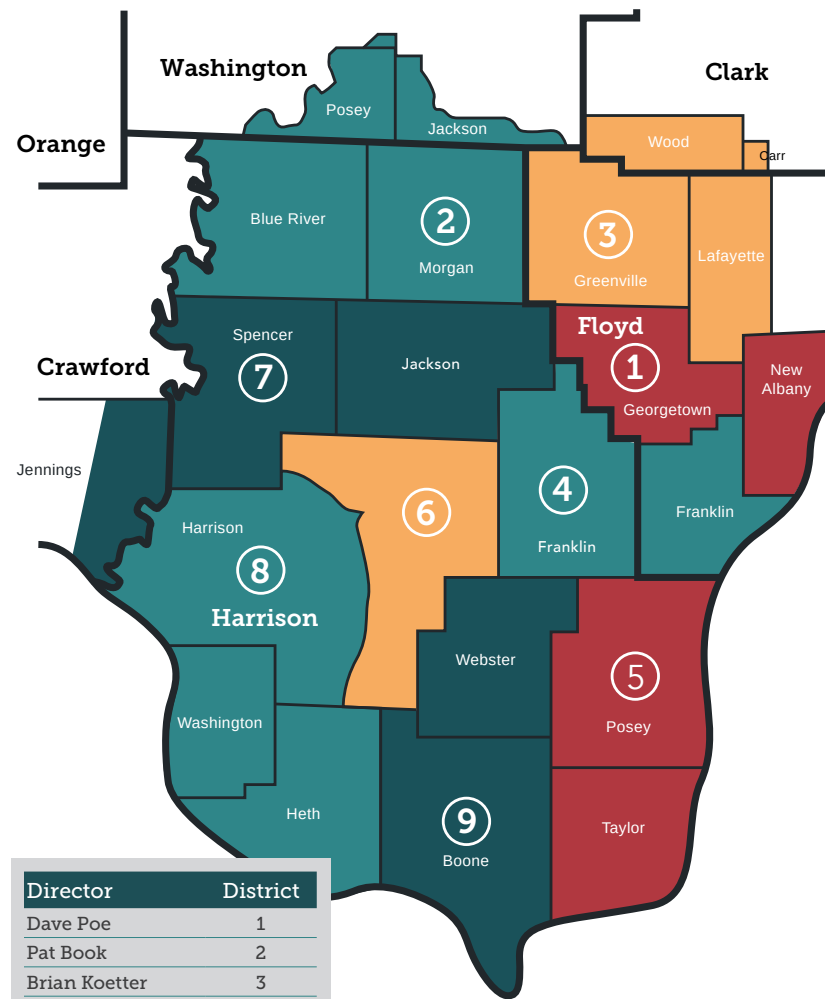 Washington
Clark
Posey
Jackson
Orange
Wood
Carr
Blue River
2
Morgan
3
Greenville
Lafayette
Spencer
Floyd
Crawford
7
Jackson
1
Georgetown
New
Albany
Jennings
Harrison
6
4
Franklin
Franklin
8
Harrison
Webster
5
Posey
Washington
Heth
9
Boone
Taylor
Director District
Dave Poe 1
Pat Book 2
Brian Koetter 3